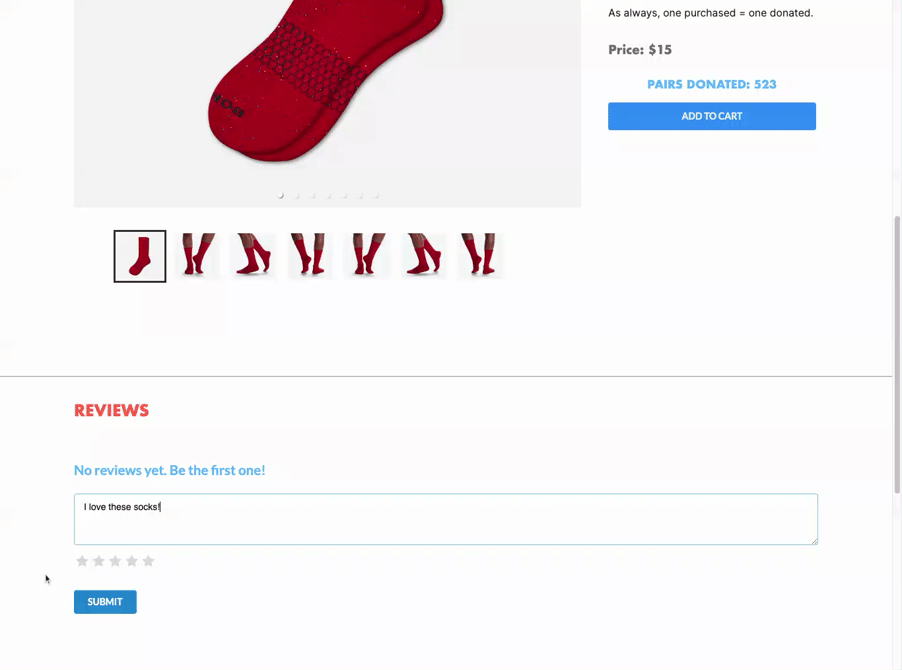 As always, one purchased = one donated.
Price: $15
PAIRS DONATED: 523
ADD TO CART
REVIEWS
No reviews yet. Be the first one!
I love these socks!
SUBMIT